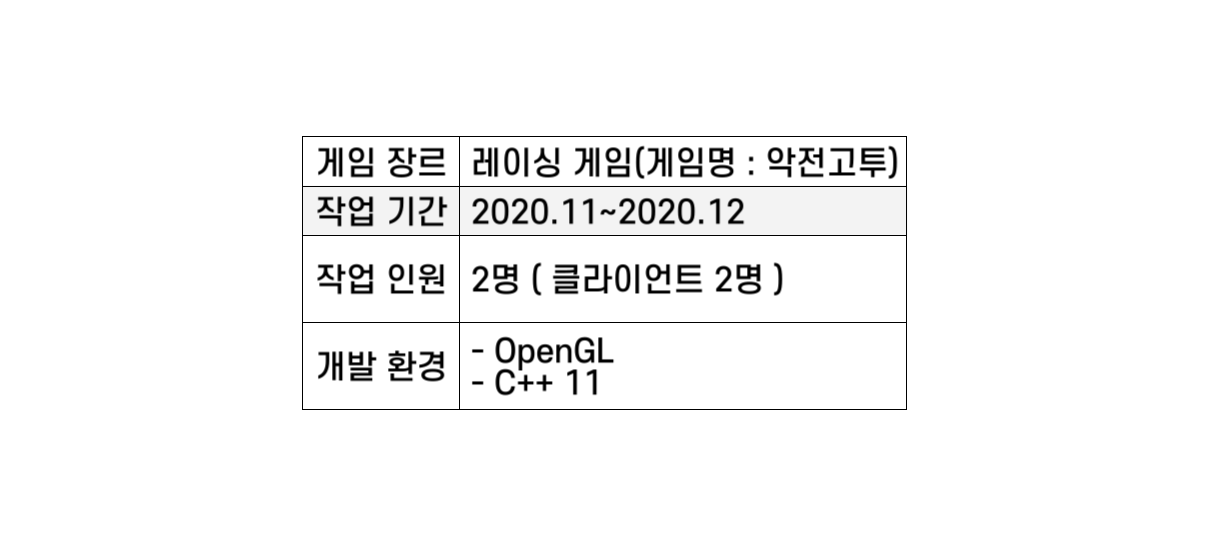 게임 장르 레이싱 게임(게임명 : 악전고투)
작업 기간 2020.11~2020.12
작업 인원 2명 ( 클라이언트 2명 )
개발 환경 - OpenGL
- C++ 11